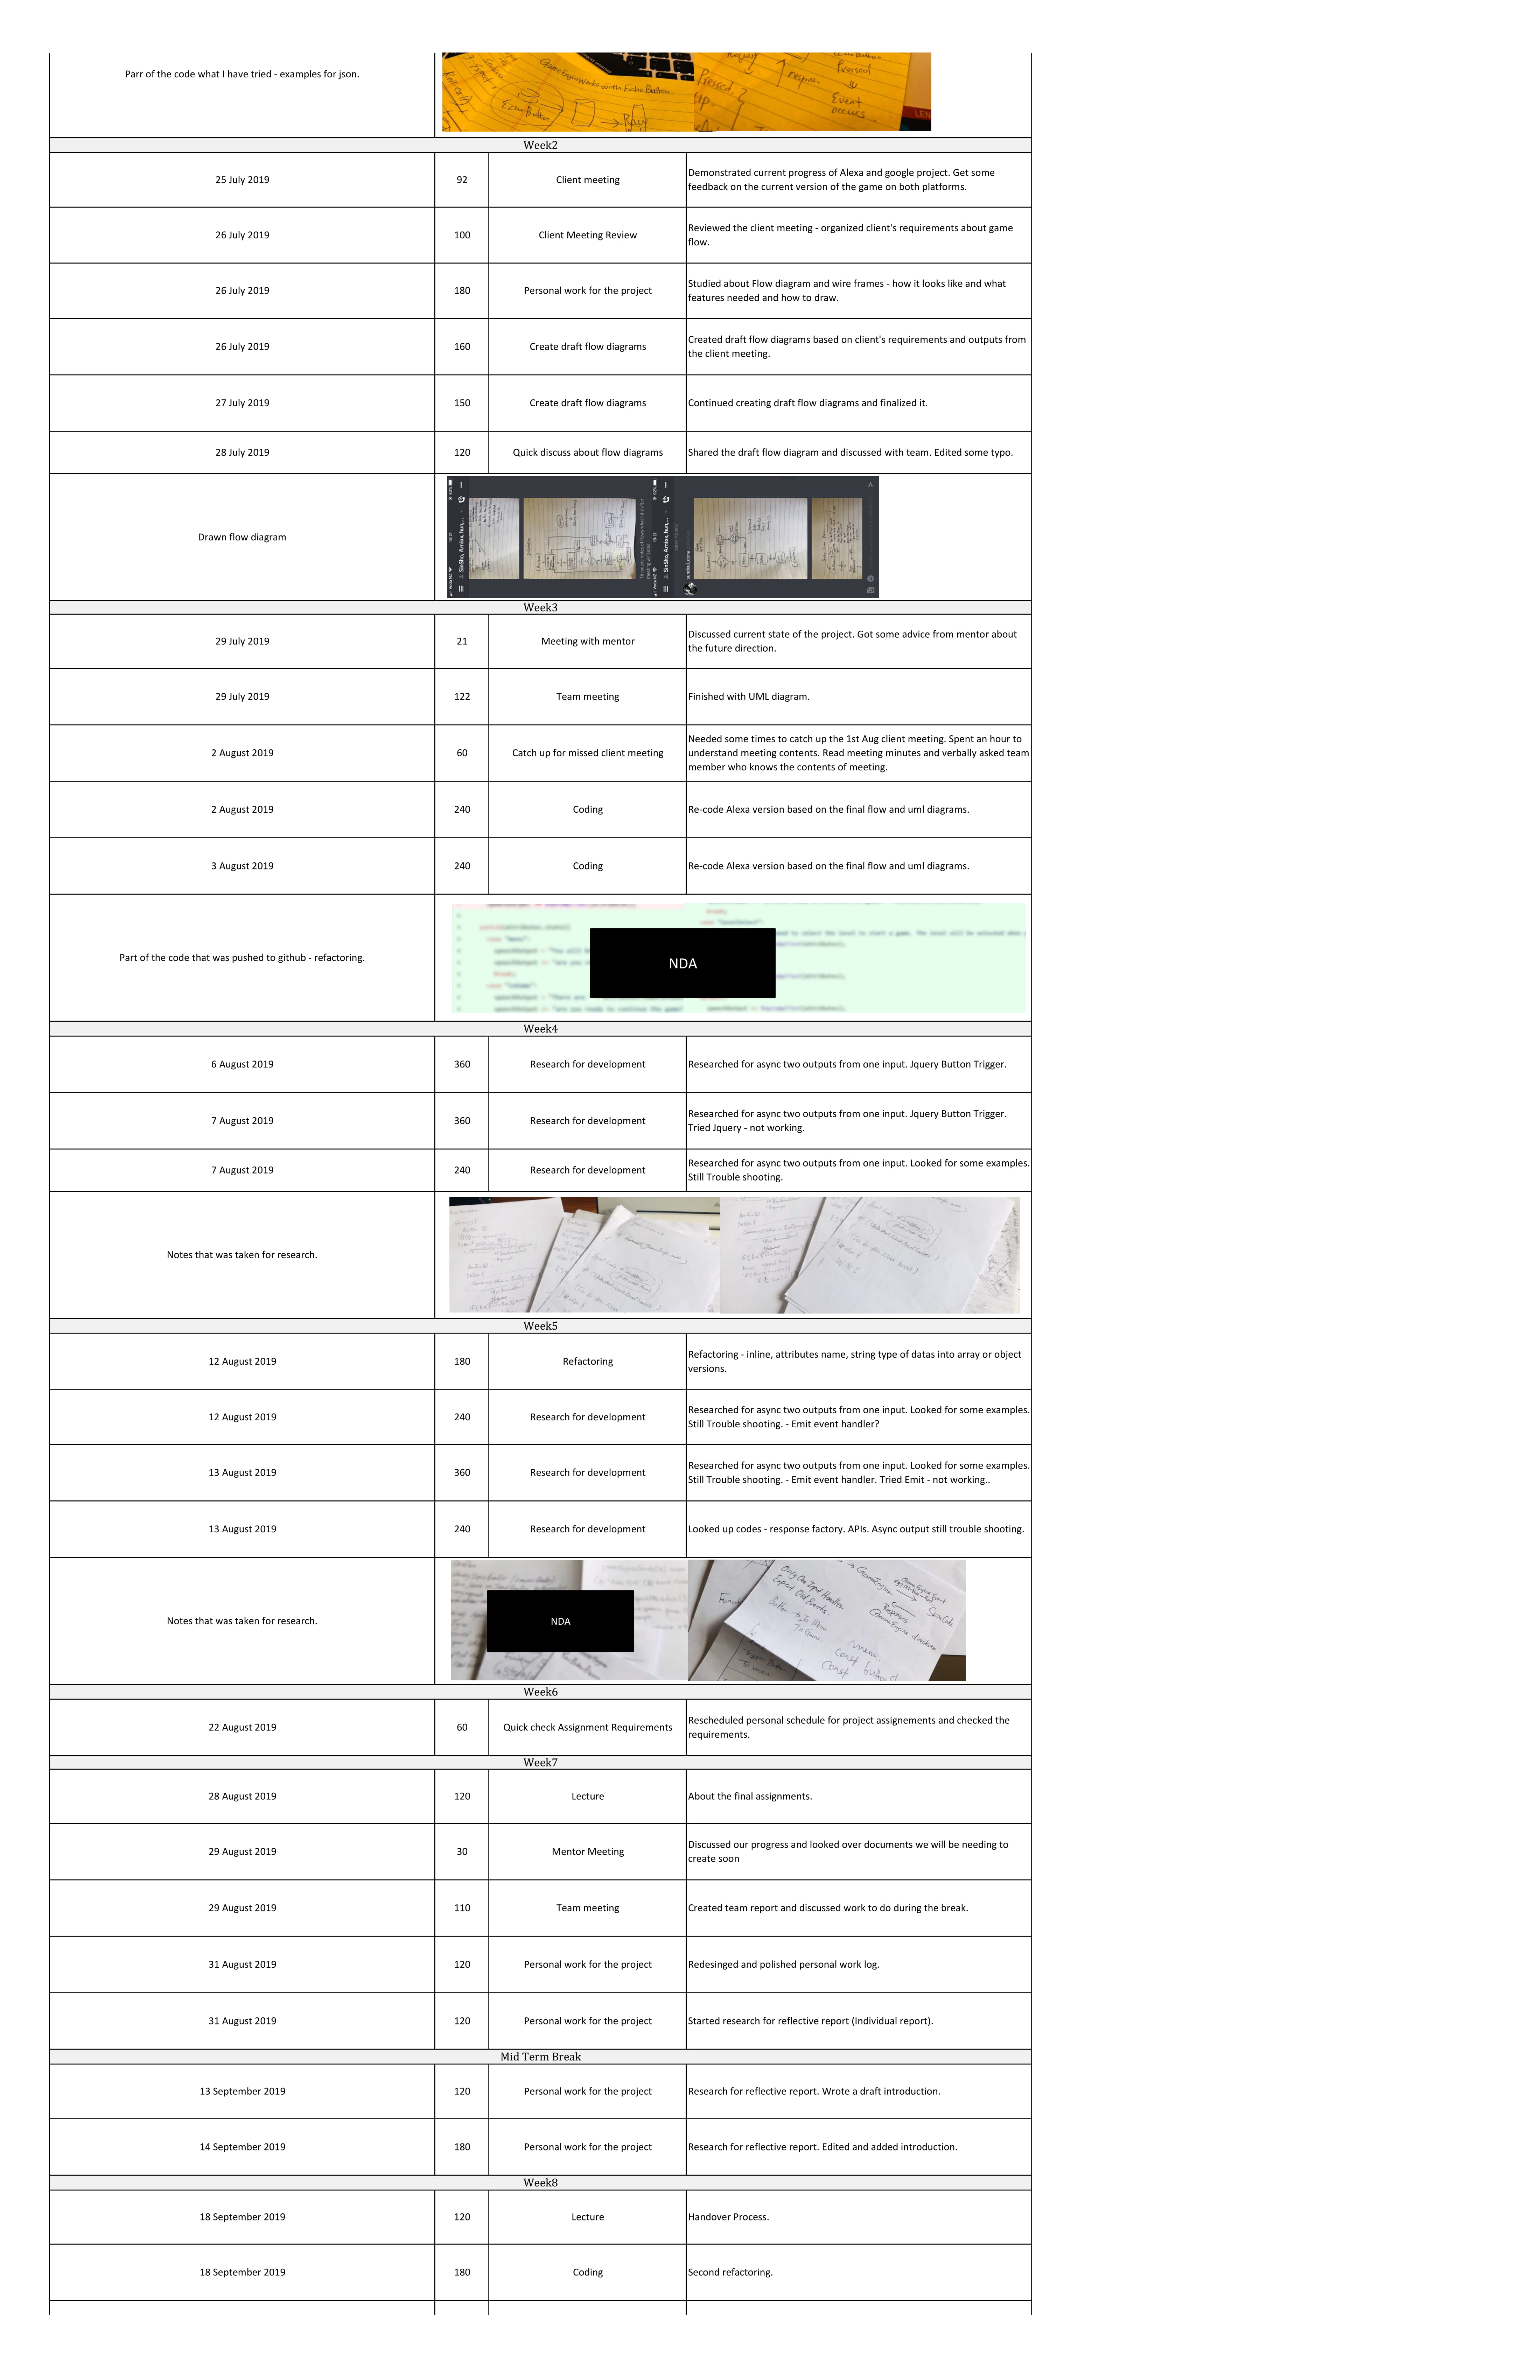 Parr of the code what I have tried - examples for json.
Game Engine Works with Echo Button.
Echo Button
Pressed
Event
occurs
Pressed
up.
Week2
25 July 2019 92 Client meeting Demonstrated current progress of Alexa and google project. Get some
feedback on the current version of the game on both platforms.
26 July 2019 100 Client Meeting Review Reviewed the client meeting - organized client's requirements about game
flow.
26 July 2019 180 Personal work for the project Studied about Flow diagram and wire frames - how it looks like and what
features needed and how to draw.
26 July 2019 160 Create draft flow diagrams Created draft flow diagrams based on client's requirements and outputs from
the client meeting.
27 July 2019 150 Create draft flow diagrams Continued creating draft flow diagrams and finalized it.
28 July 2019 120 Quick discuss about flow diagrams Shared the draft flow diagram and discussed with team. Edited some typo.
Drawn flow diagram
Week3
29 July 2019 21 Meeting with mentor Discussed current state of the project. Got some advice from mentor about
the future direction.
29 July 2019 122 Team meeting Finished with UML diagram.
2 August 2019 60 Catch up for missed client meeting Needed some times to catch up the 1st Aug client meeting. Spent an hour to
understand meeting contents. Read meeting minutes and verbally asked team
member who knows the contents of meeting.
2 August 2019 240 Coding Re-code Alexa version based on the final flow and uml diagrams.
3 August 2019 240 Coding Re-code Alexa version based on the final flow and uml diagrams.
Part of the code that was pushed to github - refactoring.
NDA
Week4
6 August 2019 360 Research for development Researched for async two outputs from one input. Jquery Button Trigger.
7 August 2019 360 Research for development Researched for async two outputs from one input. Jquery Button Trigger.
Tried Jquery - not working.
7 August 2019 240 Research for development Researched for async two outputs from one input. Looked for some examples.
Still Trouble shooting.
Notes that was taken for research.
Week5
12 August 2019 180 Refactoring Refactoring - inline, attributes name, string type of datas into array or object
versions.
12 August 2019 240 Research for development Researched for async two outputs from one input. Looked for some examples.
Still Trouble shooting. - Emit event handler?
13 August 2019 360 Research for development Researched for async two outputs from one input. Looked for some examples.
Still Trouble shooting. - Emit event handler. Tried Emit - not working..
13 August 2019 240 Research for development Looked up codes - response factory. APIs. Async output still trouble shooting.
Notes that was taken for research.
NDA
Only One Input Handler
Expect Old Events.
GameEngine
Response
mean
Const button
Const
Week6
22 August 2019 60 Quick check Assignment Requirements Rescheduled personal schedule for project assignements and checked the
requirements.
Week7
28 August 2019 120 Lecture About the final assignments.
29 August 2019 30 Mentor Meeting Discussed our progress and looked over documents we will be needing to
create soon
29 August 2019 110 Team meeting Created team report and discussed work to do during the break.
31 August 2019 120 Personal work for the project Redesinged and polished personal work log.
31 August 2019 120 Personal work for the project Started research for reflective report (Individual report).
Mid Term Break
13 September 2019 120 Personal work for the project Research for reflective report. Wrote a draft introduction.
14 September 2019 180 Personal work for the project Research for reflective report. Edited and added introduction.
Week8
18 September 2019 120 Lecture Handover Process.
18 September 2019 180 Coding Second refactoring.